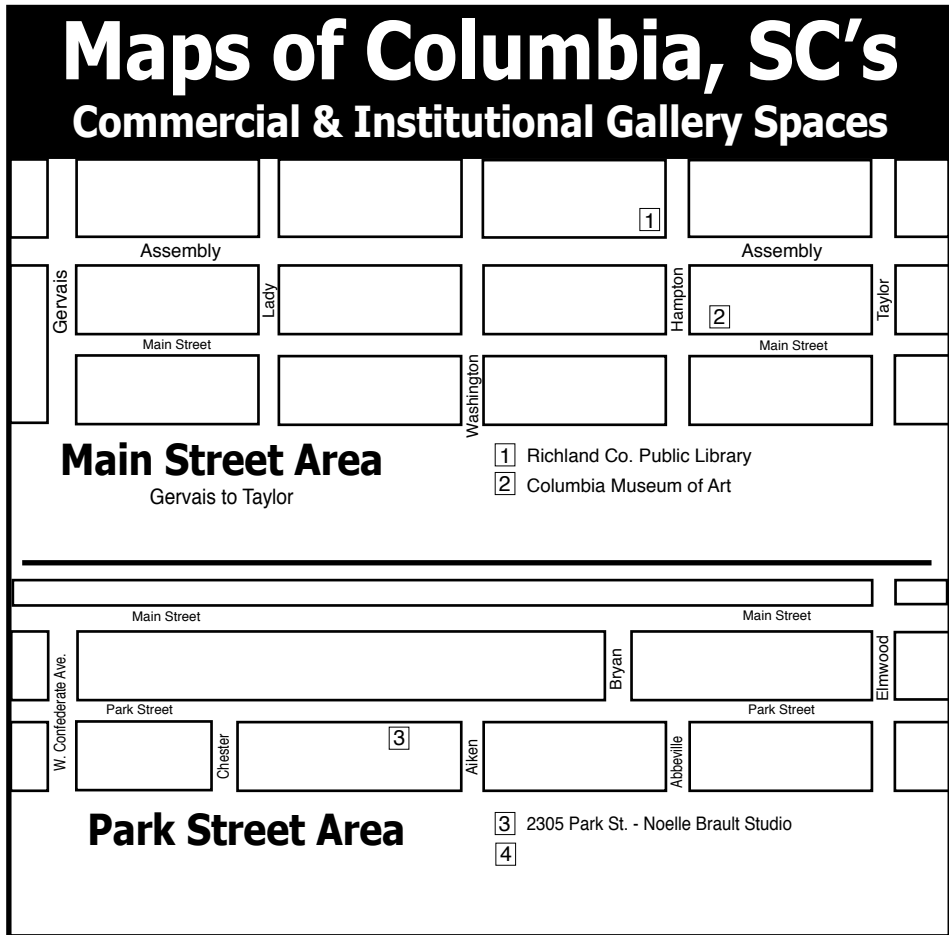 Maps of Columbia, SC's
Commercial & Institutional Gallery Spaces
1
Assembly
Assembly
Gervais
Lady
Hampton
2
Taylor
Main Street
Main Street
Washington
Main Street Area
Gervais to Taylor
1 Richland Co. Public Library
2 Columbia Museum of Art
Main Street
Main Street
W. Confederate Ave.
Bryan
Elmwood
Park Street
Park Street
Chester
3
Aiken
Abbeville
Park Street Area
3 2305 Park St. - Noelle Brault Studio
4